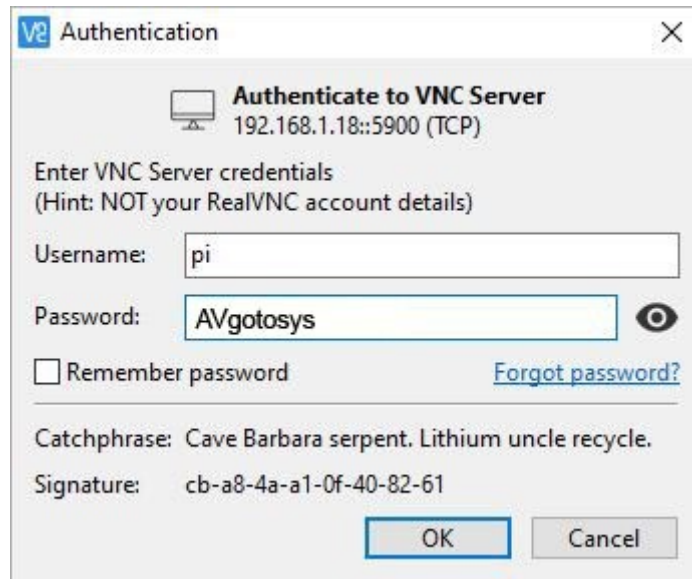 V2 Authentication
Authenticate to VNC Server
192.168.1.18::5900 (TCP)
Enter VNC Server credentials
(Hint: NOT your RealVNC account details)
Username: pi
Password: AVgotosys
Remember password Forgot password?
Catchphrase: Cave Barbara serpent. Lithium uncle recycle.
Signature: cb-a8-4a-a1-0f-40-82-61
OK Cancel